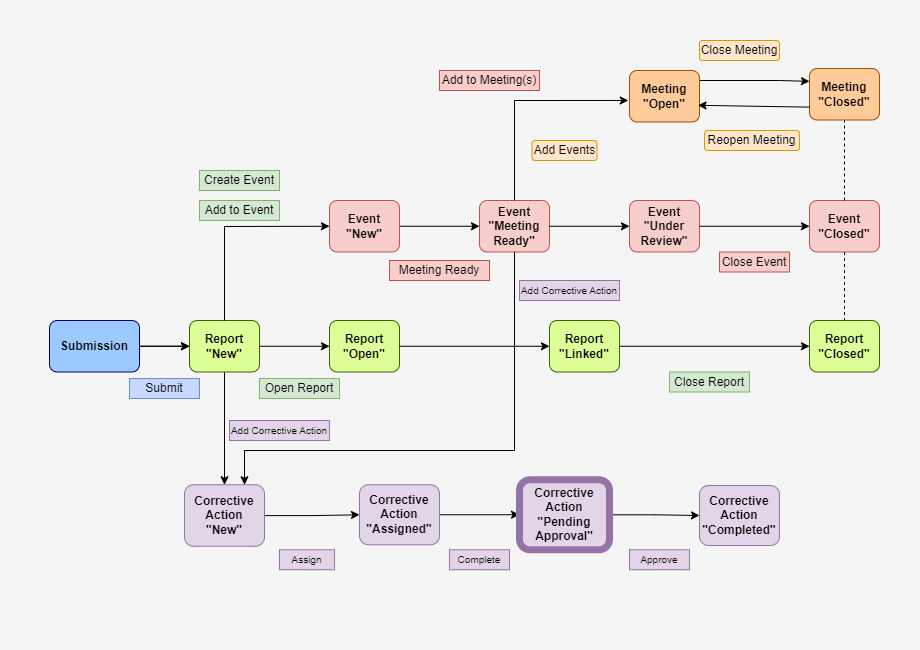 Close Meeting
Add to Meeting(s)
Meeting
"Open"
Meeting
"Closed"
Reopen Meeting
Add Events
Create Event
Add to Event
Event
"New"
Event
"Meeting
Ready"
Event
"Under
Review"
Event
"Closed"
Meeting Ready
Close Event
Add Corrective Action
Submission
Report
"New"
Report
"Open"
Report
"Linked"
Report
"Closed"
Submit
Open Report
Close Report
Add Corrective Action
Corrective
Action
"New"
Corrective
Action
"Assigned"
Corrective
Action
"Pending
Approval"
Corrective
Action
"Completed"
Assign
Complete
Approve